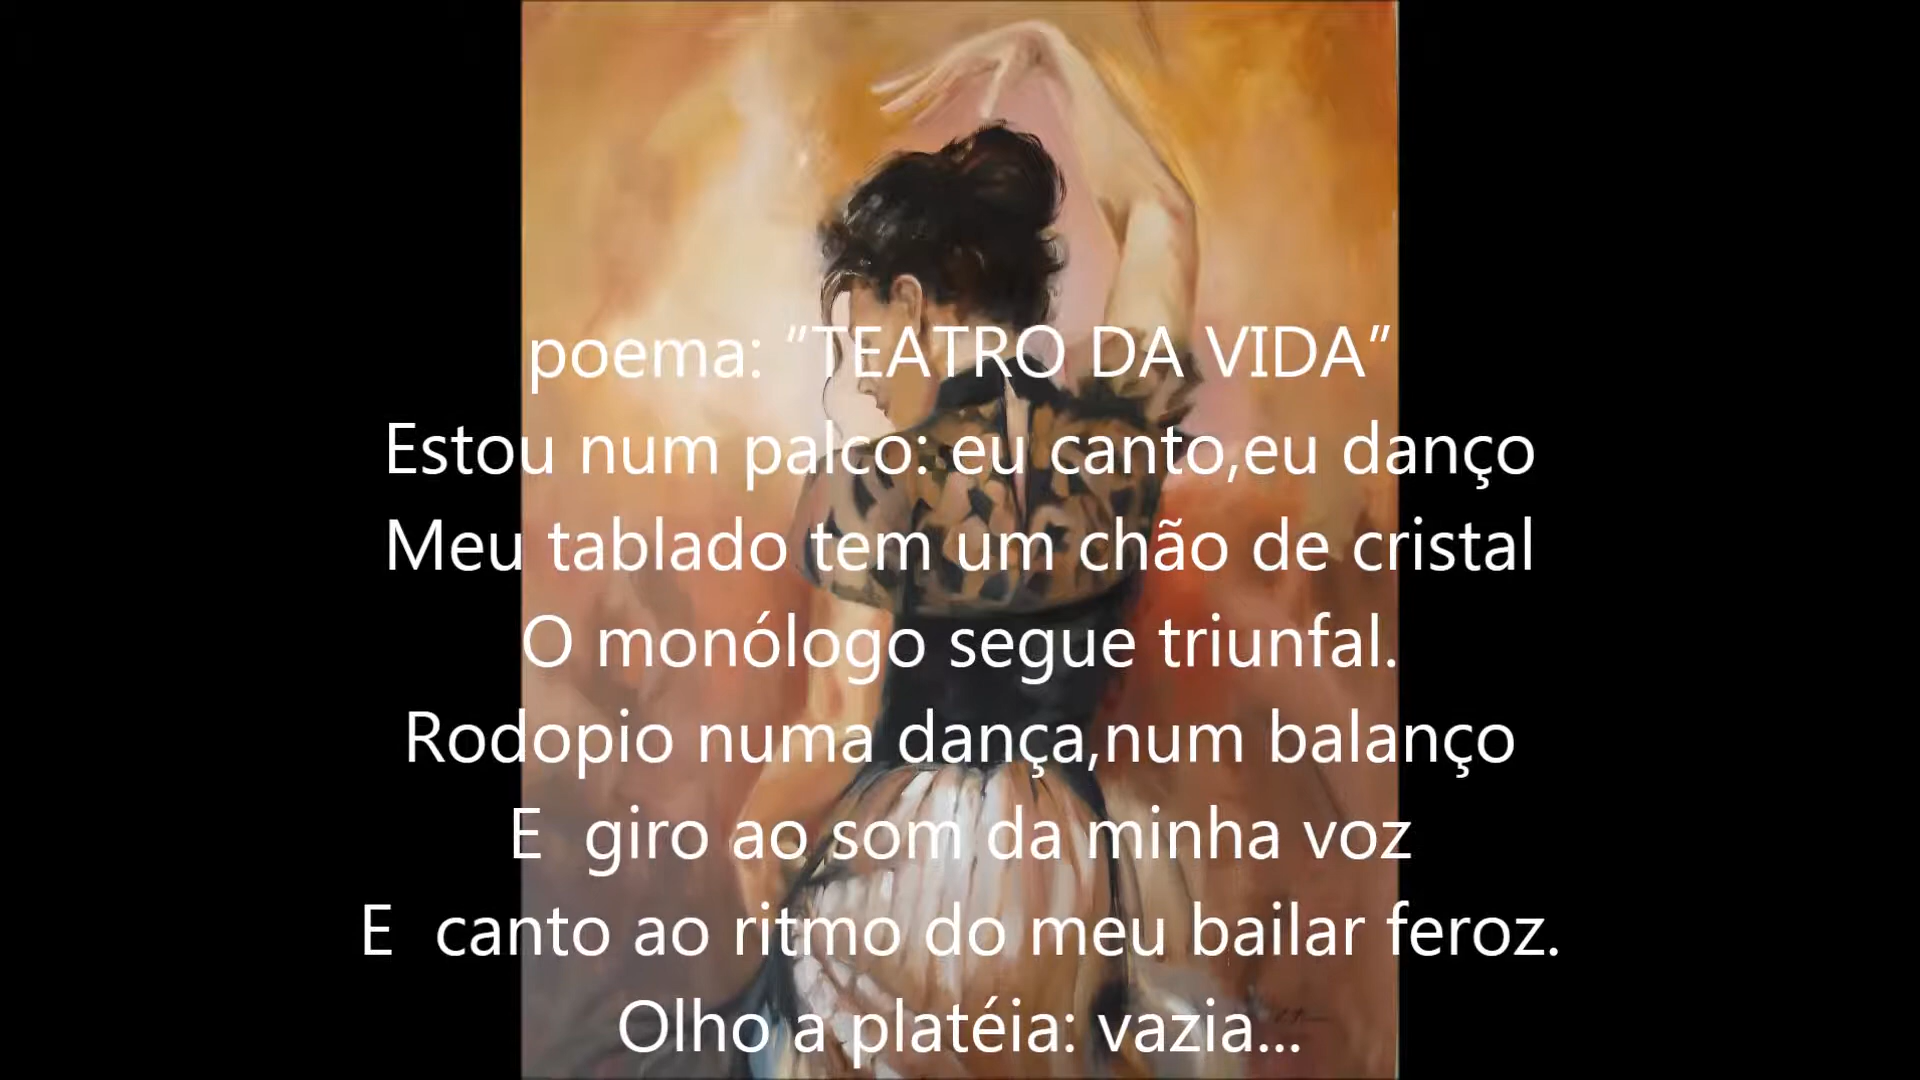 poema: "TEATRO DA VIDA"
Estou num palco: eu canto,eu danço
Meu tablado tem um chão de cristal
O monólogo segue triunfal.
Rodopio numa dança,num balanço
E  giro ao som da minha voz
E  canto ao ritmo do meu bailar feroz.
Olho a platéia: vazia...